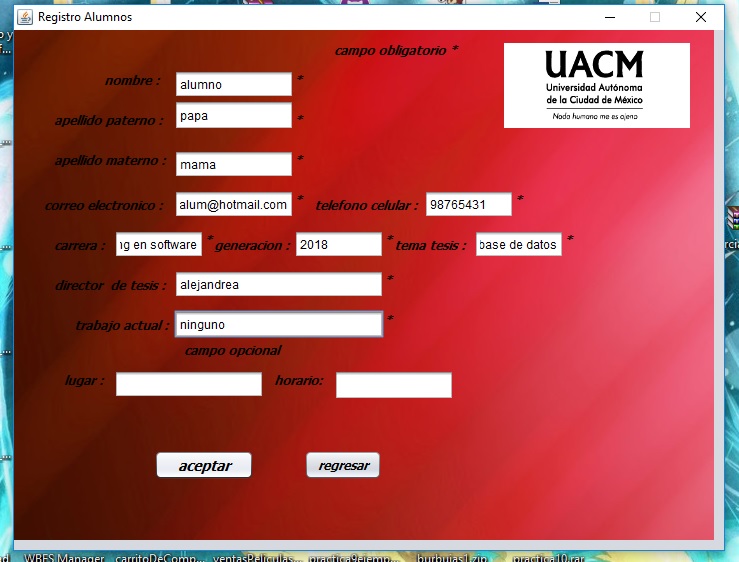 Registro Alumnos
campo obligatorio *
UACM
Universidad Autónoma
de la Ciudad de México
Nada humano me es ajeno
nombre : alumno *
apellido paterno : papa *
apellido materno : mama *
correo electronico : alum@hotmail.com * telefono celular : 98765431 *
carrera : ng en software * generacion : 2018 * tema tesis : base de datos *
director de tesis : alejandrea *
trabajo actual : ninguno *
campo opcional
lugar : horario:
aceptar regresar
WBFS Manager carritoDeComp... ventasPeliculas... practica9ejemp... burbujas1.zip practica10.rar